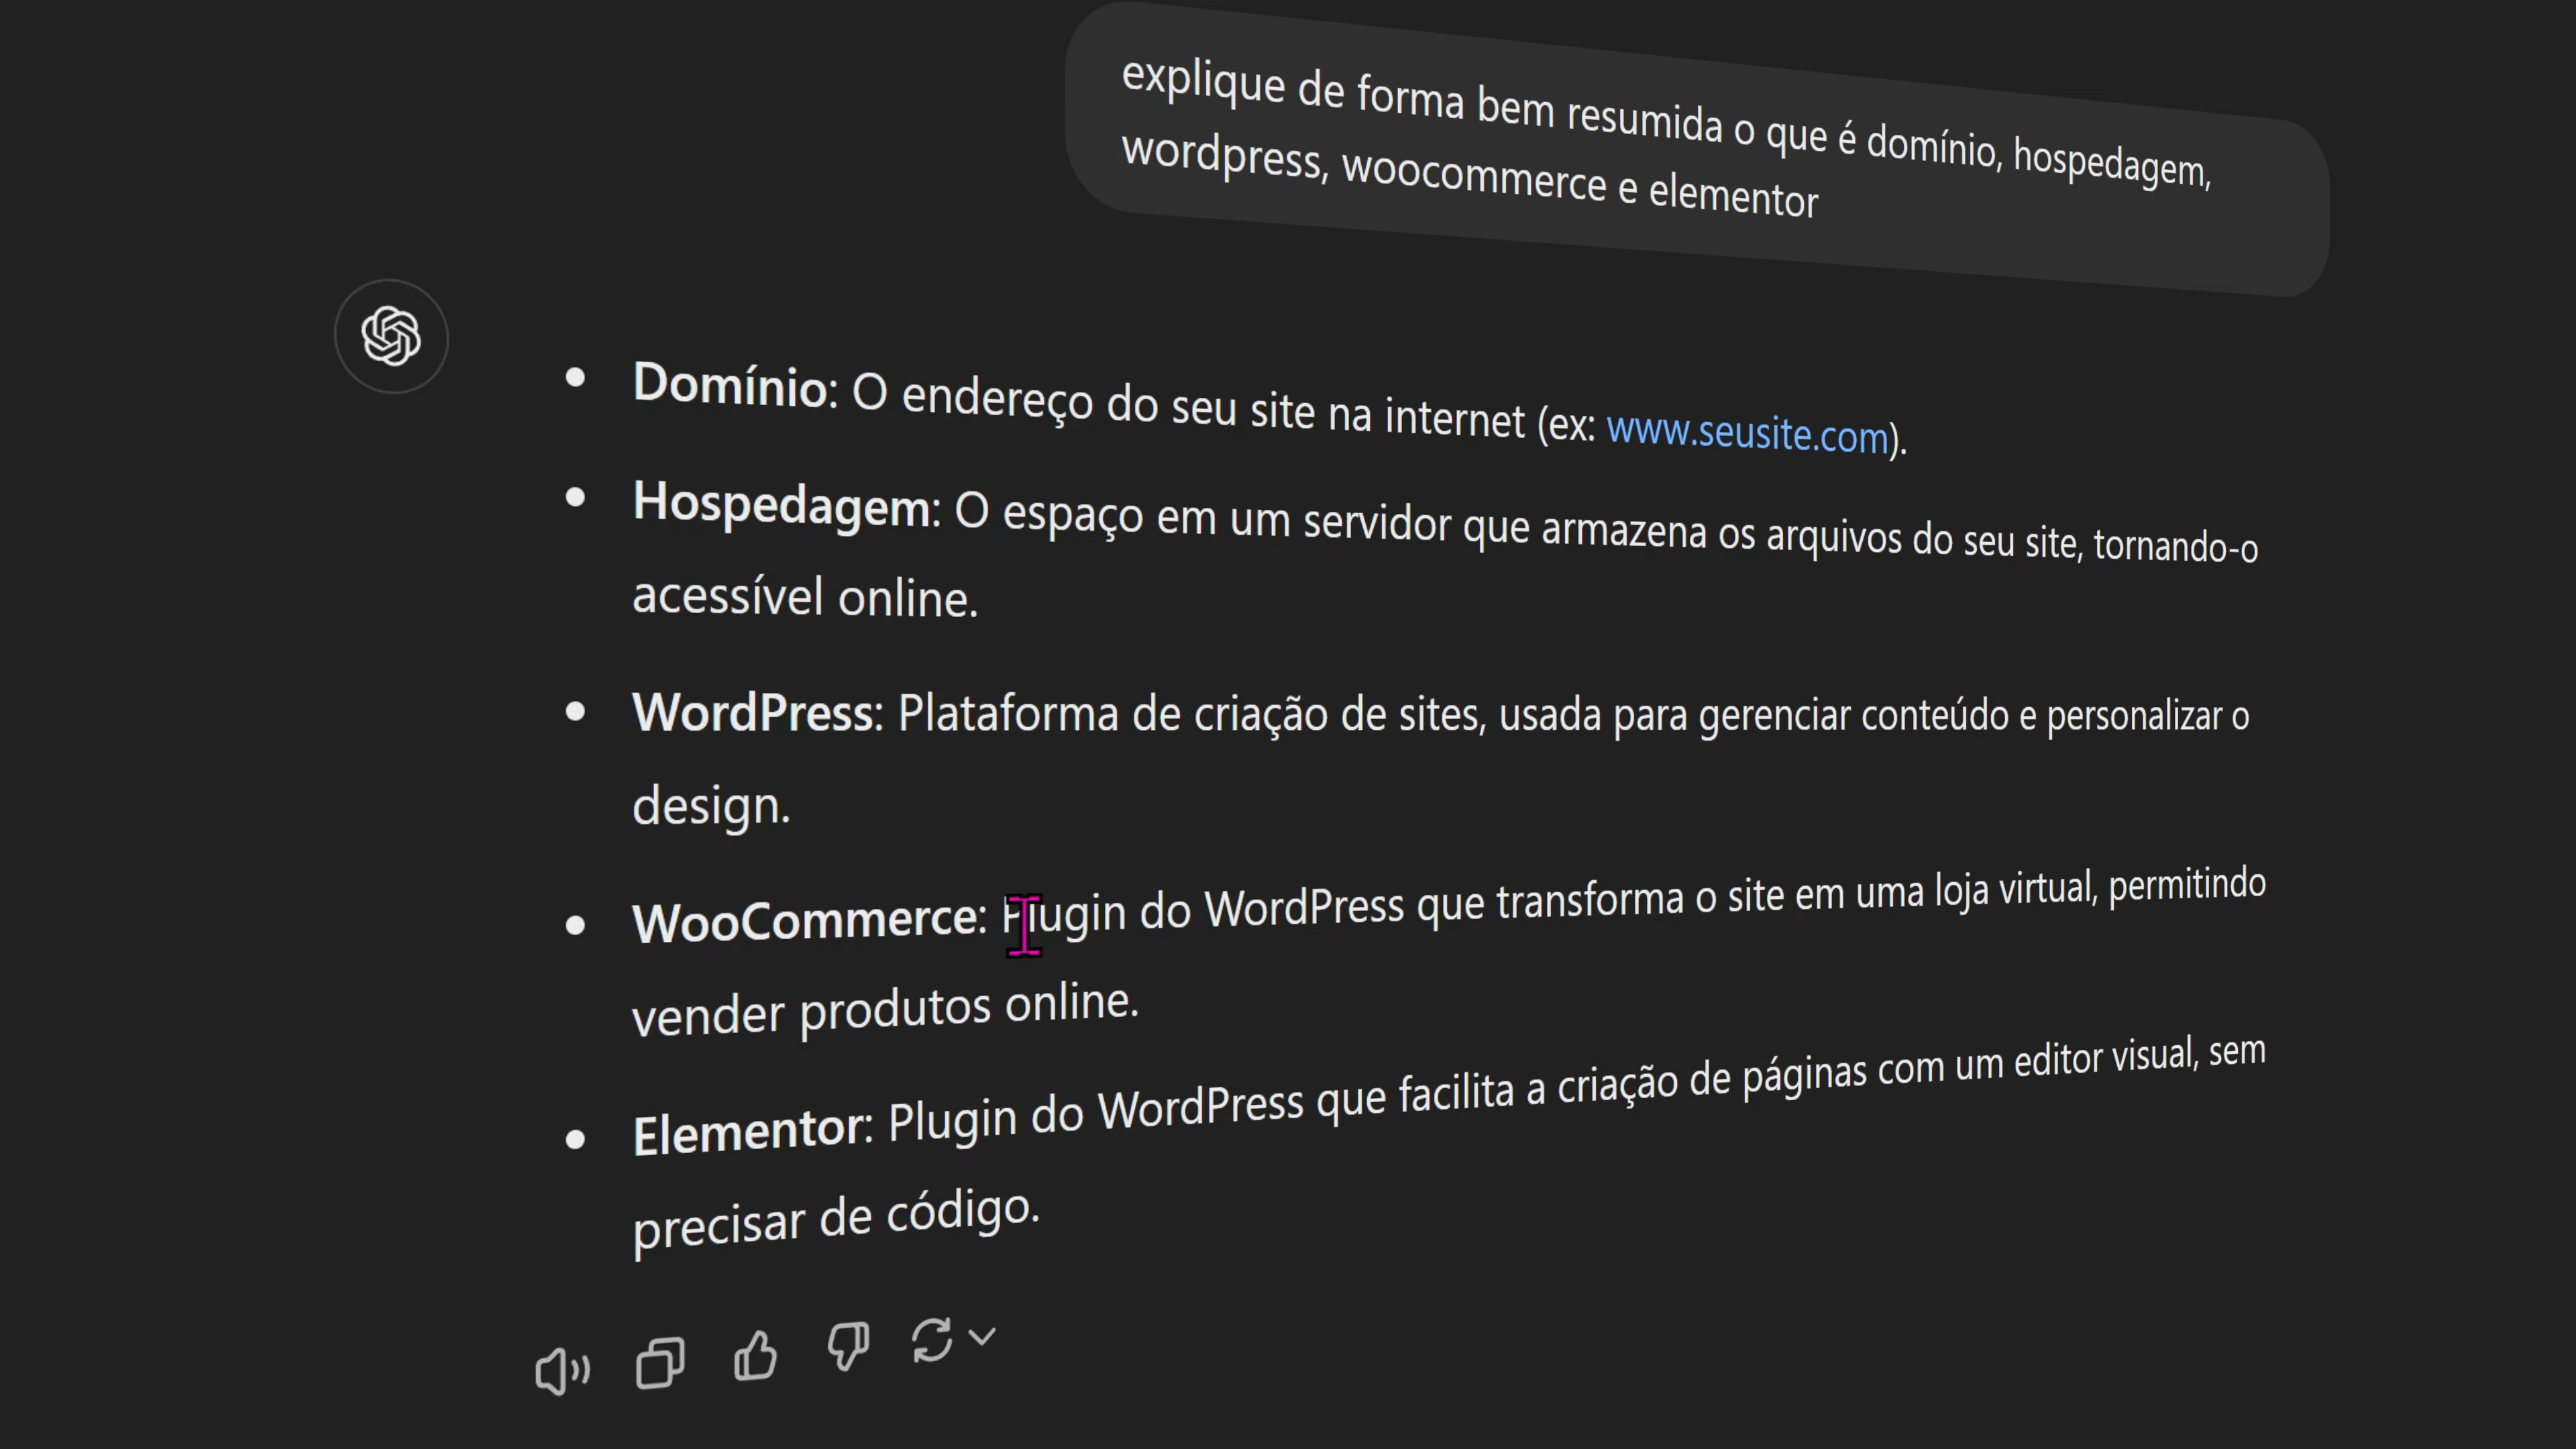 explique de forma bem resumida o que é domínio, hospedagem,
wordpress, woocommerce e elementor
Domínio: O endereço do seu site na internet (ex: www.seusite.com).
Hospedagem: O espaço em um servidor que armazena os arquivos do seu site, tornando-o
acessível online.
WordPress: Plataforma de criação de sites, usada para gerenciar conteúdo e personalizar o
design.
WooCommerce: Plugin do WordPress que transforma o site em uma loja virtual, permitindo
vender produtos online.
Elementor: Plugin do WordPress que facilita a criação de páginas com um editor visual, sem
precisar de código.